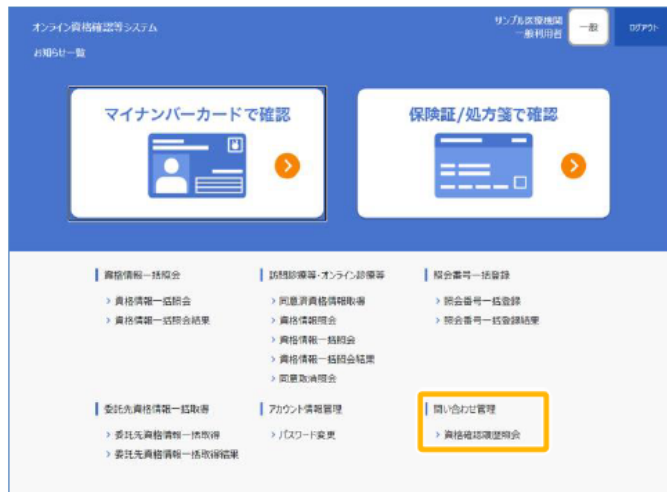 オンライン資格確認等システム
サンプル医療機関
一般利用者
一般
ログアウト
お知らせ一覧
マイナンバーカードで確認
保険証/処方箋で確認
資格情報一括照会
資格情報一括照会
資格情報一括照会結果
訪問診療等・オンライン診療等
同意済資格情報取得
資格情報照会
資格情報一括照会
資格情報一括照会結果
同意取消照会
照会番号一括登録
照会番号一括登録
照会番号一括登録結果
委託先資格情報一括取得
委託先資格情報一括取得
委託先資格情報一括取得結果
アカウント情報管理
パスワード変更
問い合わせ管理
資格確認履歴照会